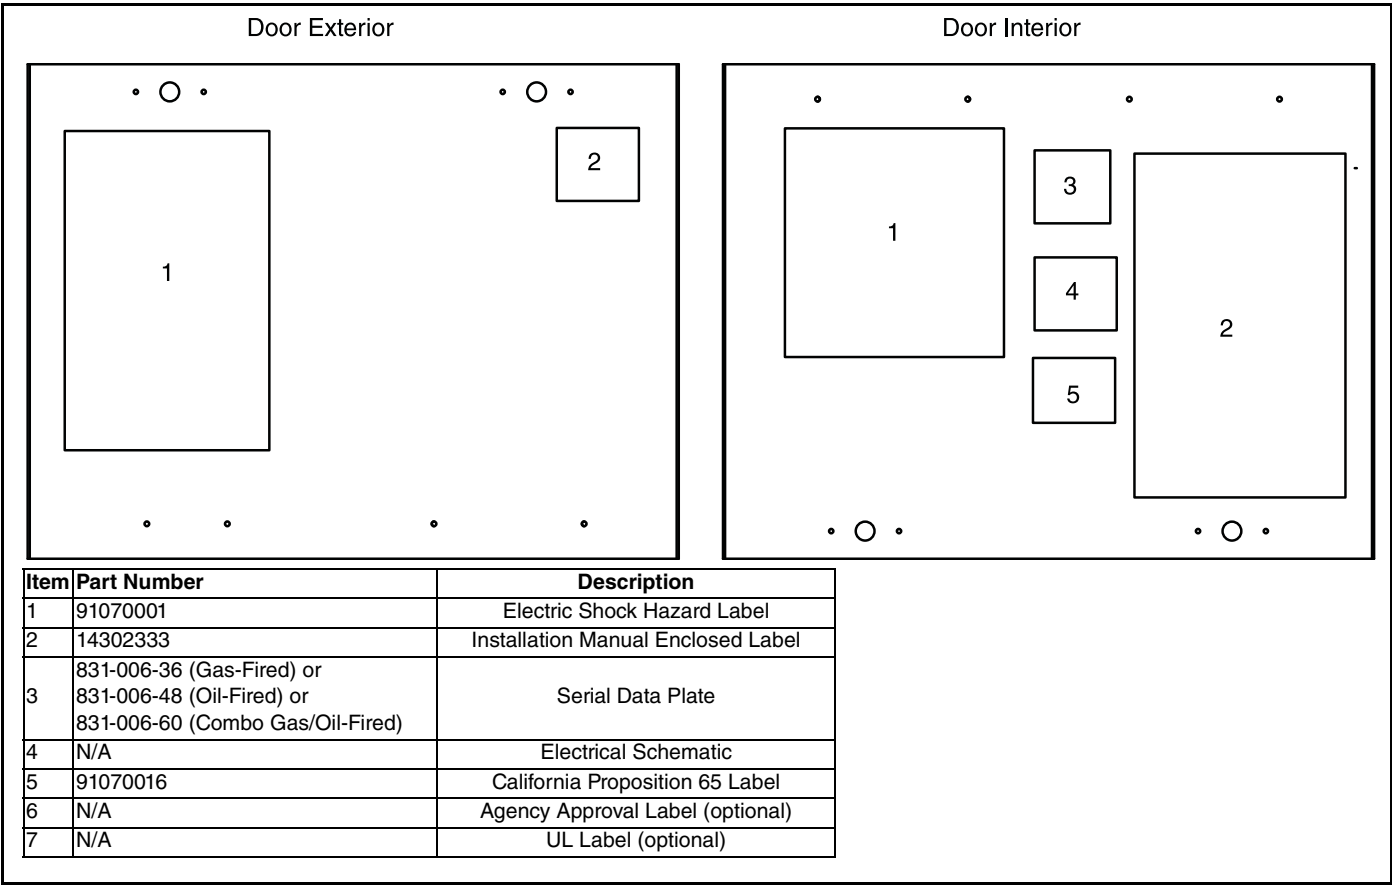 Door Exterior
Door Interior
1
2
1
3
4
5
2
Item Part Number Description
1 91070001 Electric Shock Hazard Label
2 14302333 Installation Manual Enclosed Label
3 831-006-36 (Gas-Fired) or
831-006-48 (Oil-Fired) or
831-006-60 (Combo Gas/Oil-Fired) Serial Data Plate
4 N/A Electrical Schematic
5 91070016 California Proposition 65 Label
6 N/A Agency Approval Label (optional)
7 N/A UL Label (optional)